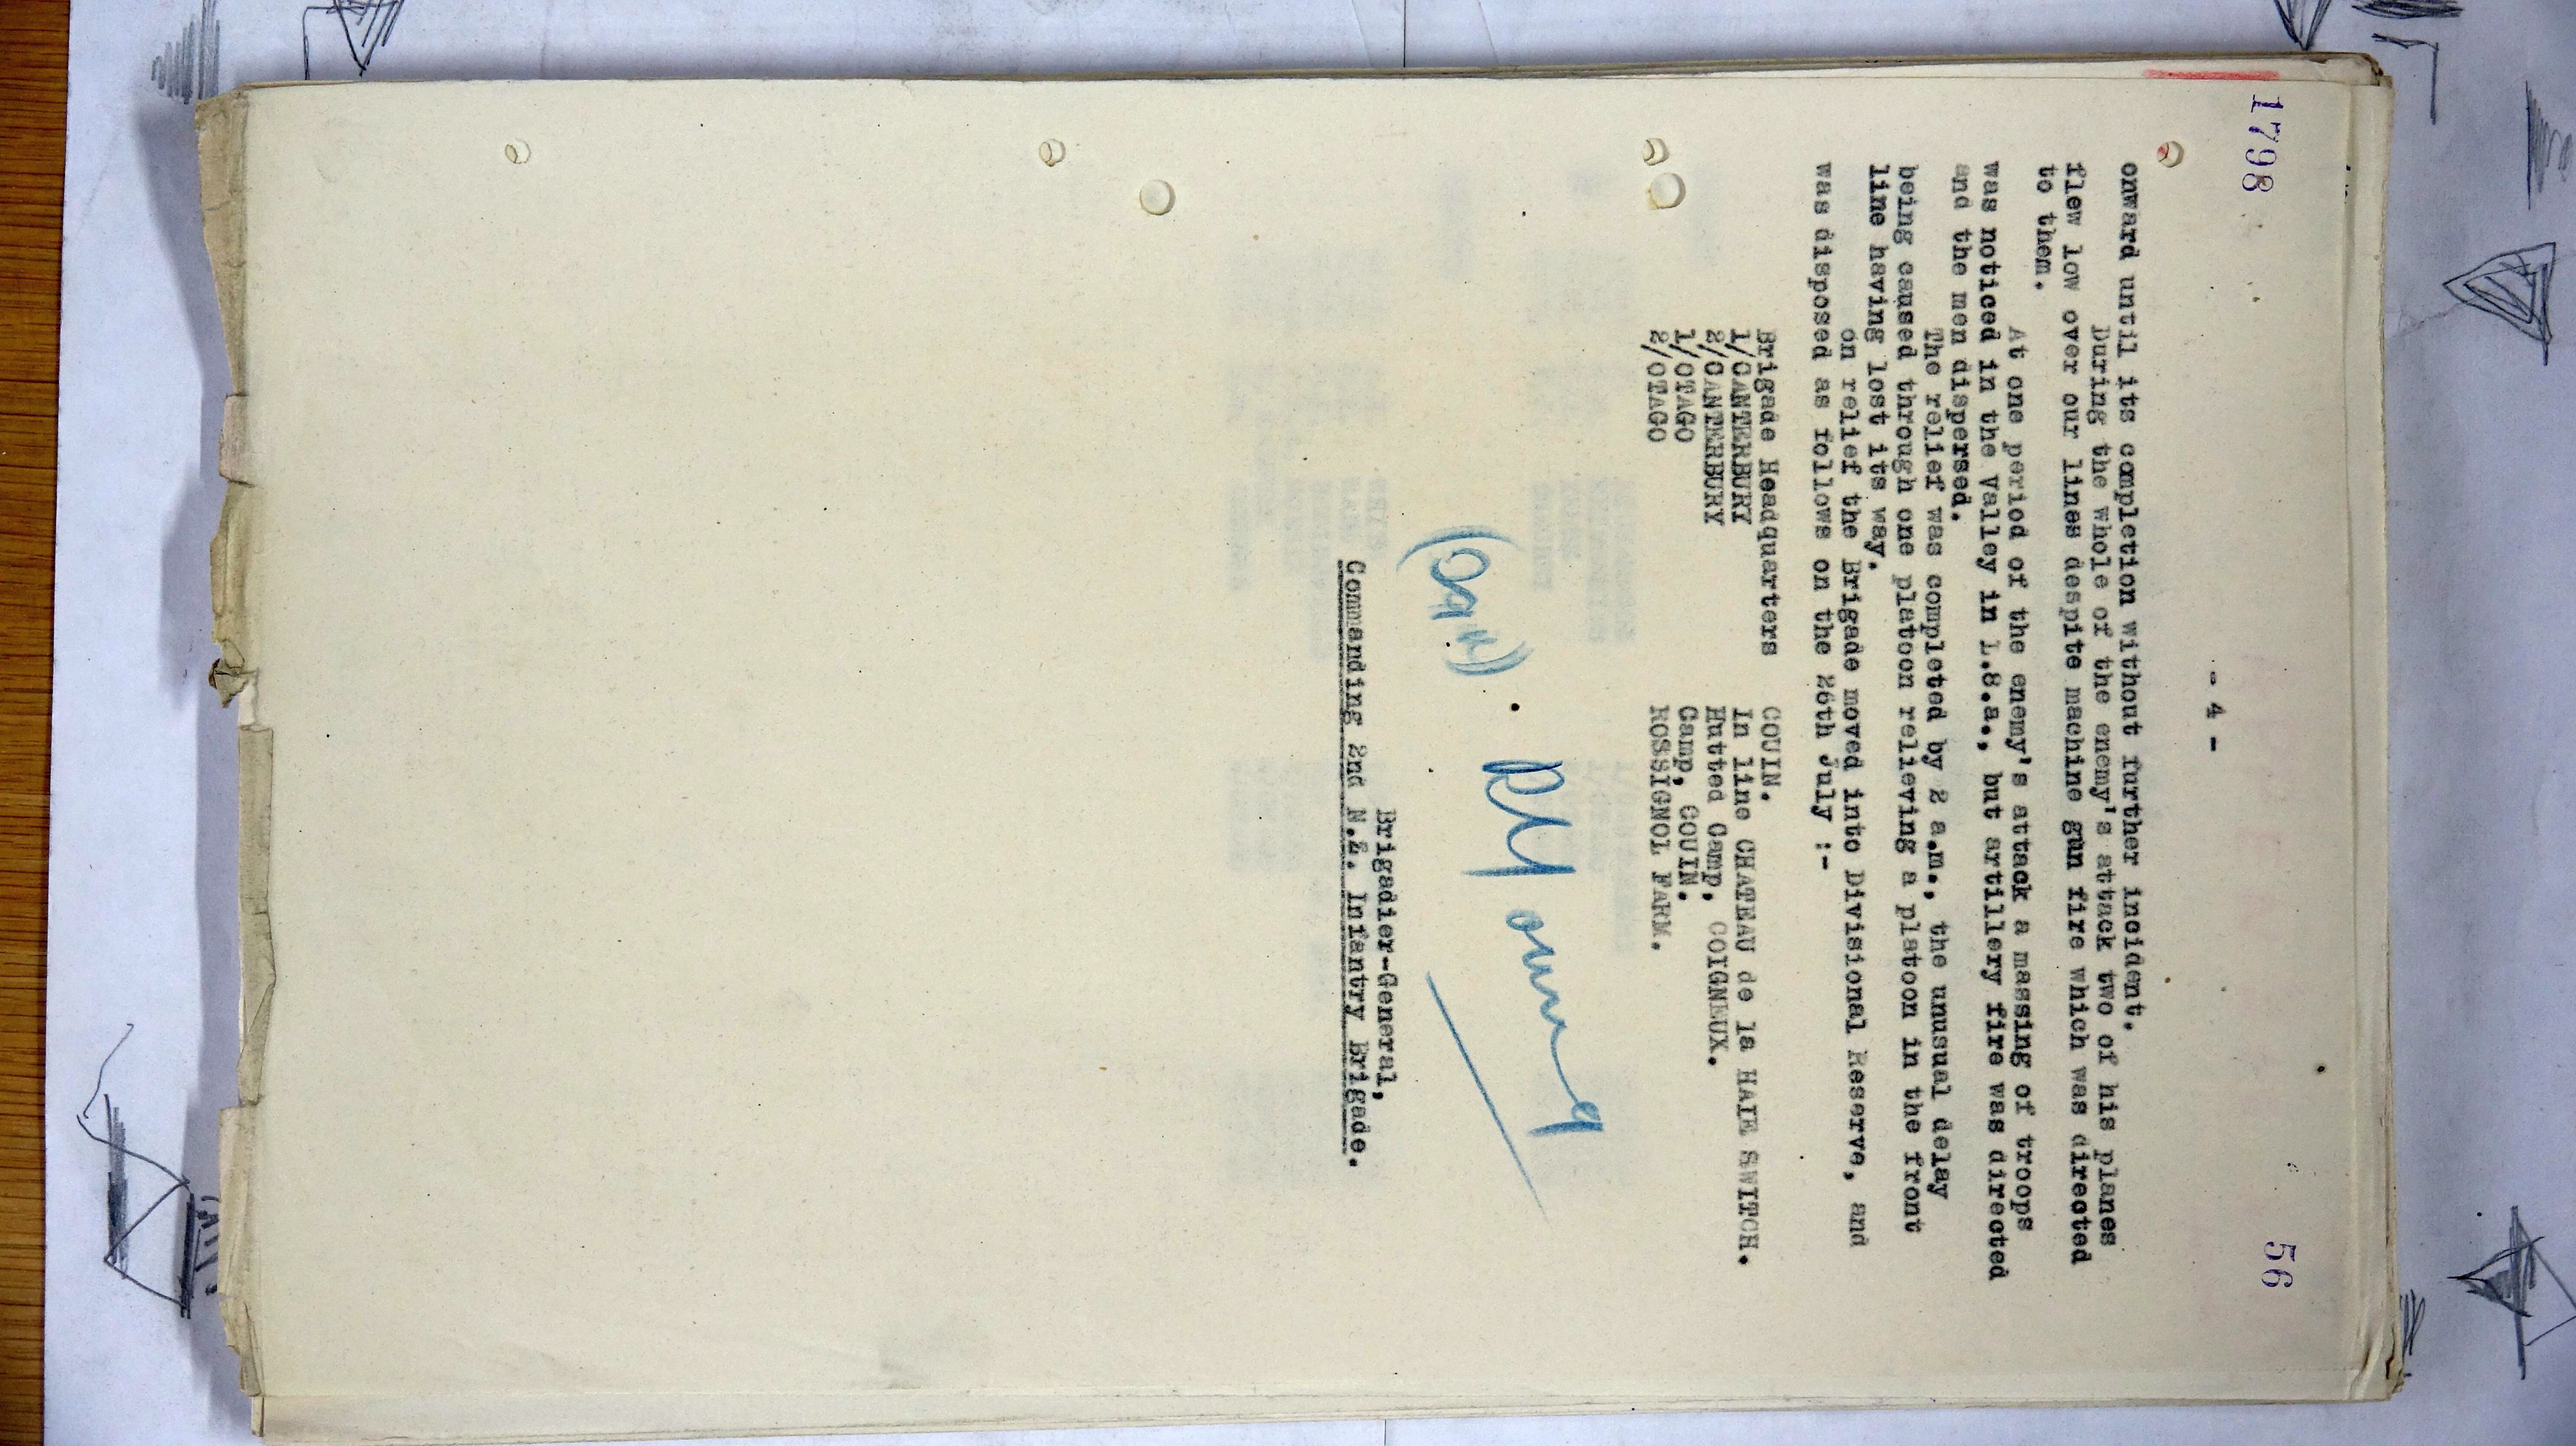 1798
56
- 4 -
onward until its completion without further incident.
During the whole of the enemy's attack two of his planes
flew low over our lines despite machine gun fire which was directed
to them.
At one period of the enemy's attack a massing of troops
was noticed in the Valley in L.8.a., but artillery fire was directed
and the men dispersed.
The relief was completed by 2 a.m., the unusual delay
being caused through one platoon relieving a platoon in the front
line having lost its way.
On relief the Brigade moved into Divisional Reserve, and
was disposed as follows on the 26th July :-
Brigade Headquarters COUIN.
1/CANTERBURY In line CHATEAU de la HAIE SWITCH.
2/CANTERBURY Hutted Camp, COIGNEUX.
1/OTAGO Camp, COUIN.
2/OTAGO ROSSIGNOL FARM.
R Young
Brigadier-General,
Commanding 2nd N.Z. Infantry Brigade.